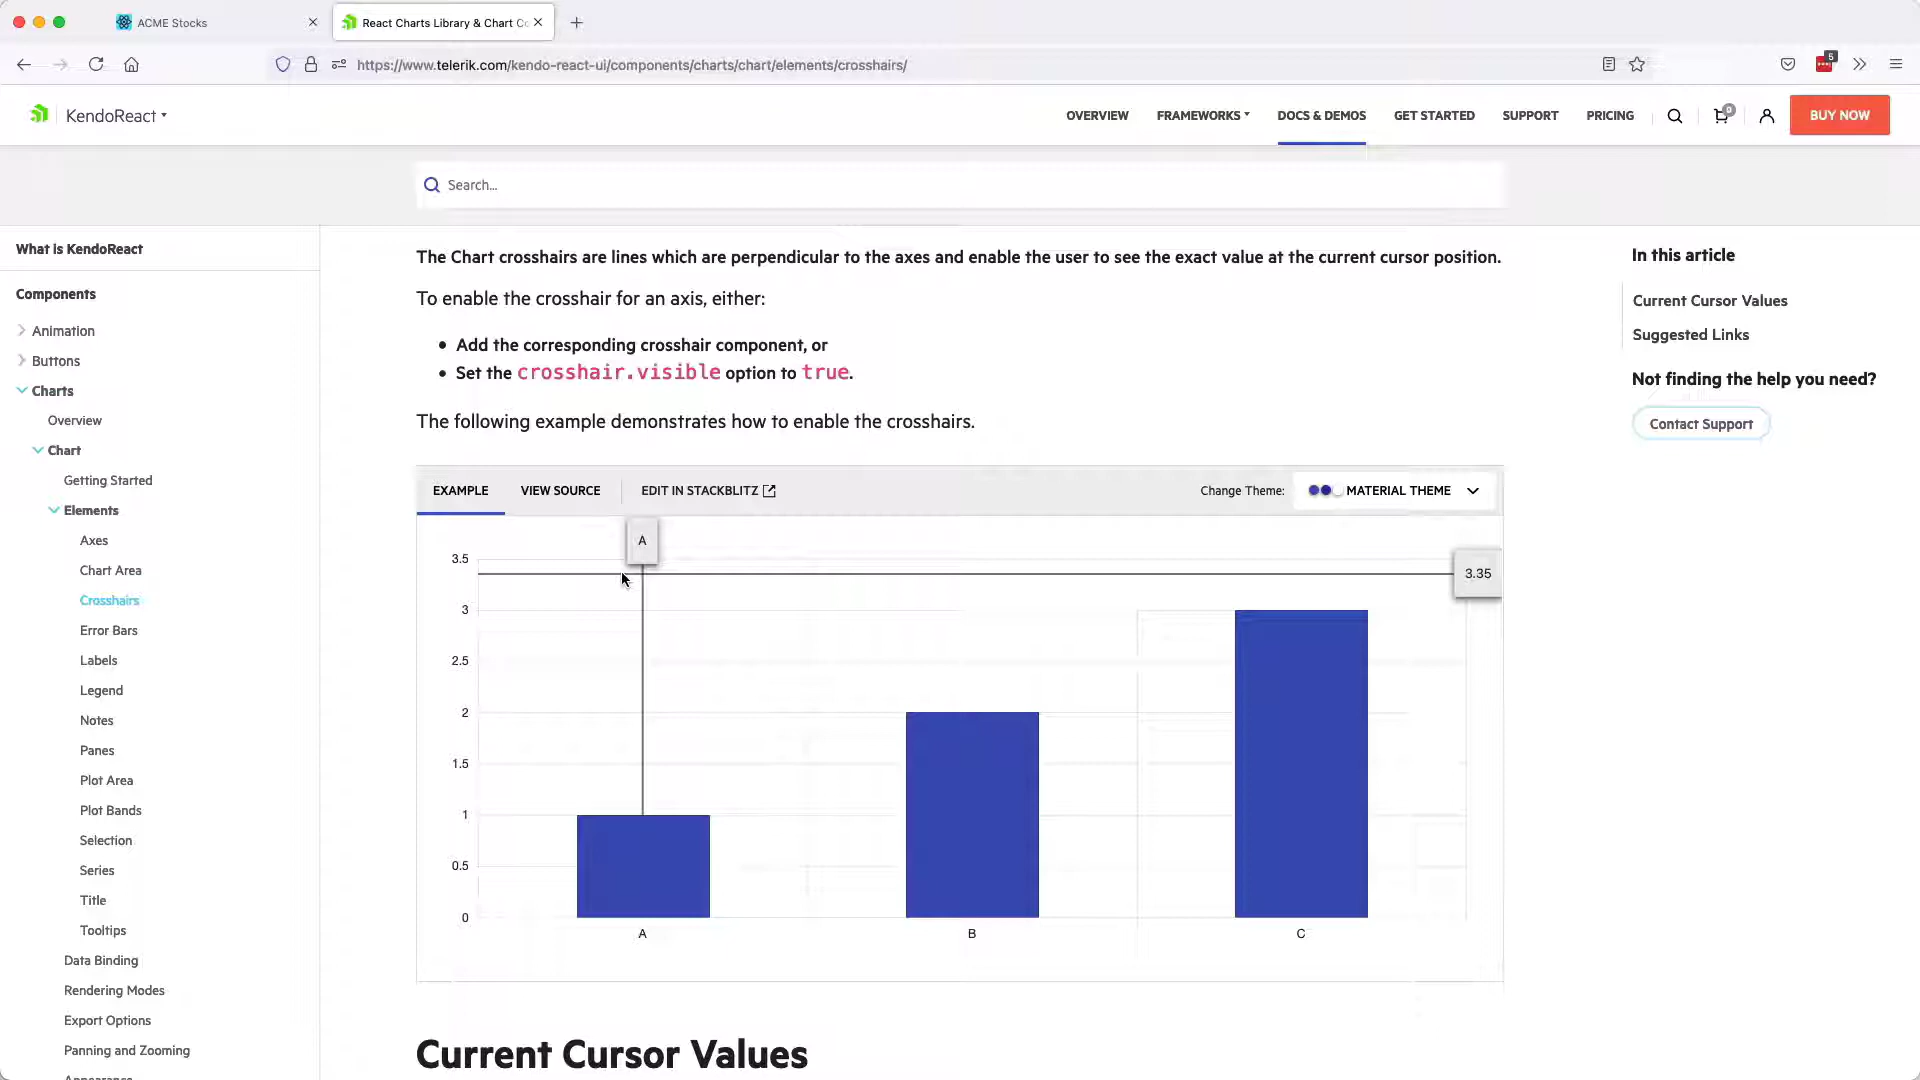 ACME Stocks
React Charts Library & Chart Co
https://www.telerik.com/kendo-react-ui/components/charts/chart/elements/crosshairs/
5
KendoReact
OVERVIEW
FRAMEWORKS
DOCS & DEMOS
GET STARTED
SUPPORT
PRICING
0
BUY NOW
Search...
What is KendoReact
Components
Animation
Buttons
Charts
Overview
Chart
Getting Started
Elements
Axes
Chart Area
Crosshairs
Error Bars
Labels
Legend
Notes
Panes
Plot Area
Plot Bands
Selection
Series
Title
Tooltips
Data Binding
Rendering Modes
Export Options
Panning and Zooming
The Chart crosshairs are lines which are perpendicular to the axes and enable the user to see the exact value at the current cursor position.
To enable the crosshair for an axis, either:
• Add the corresponding crosshair component, or
• Set the crosshair.visible option to true.
The following example demonstrates how to enable the crosshairs.
EXAMPLE
VIEW SOURCE
EDIT IN STACKBLITZ
Change Theme:
MATERIAL THEME
A
3.5
3.35
3
2.5
2
1.5
1
0.5
0
A
B
C
Current Cursor Values
In this article
Current Cursor Values
Suggested Links
Not finding the help you need?
Contact Support